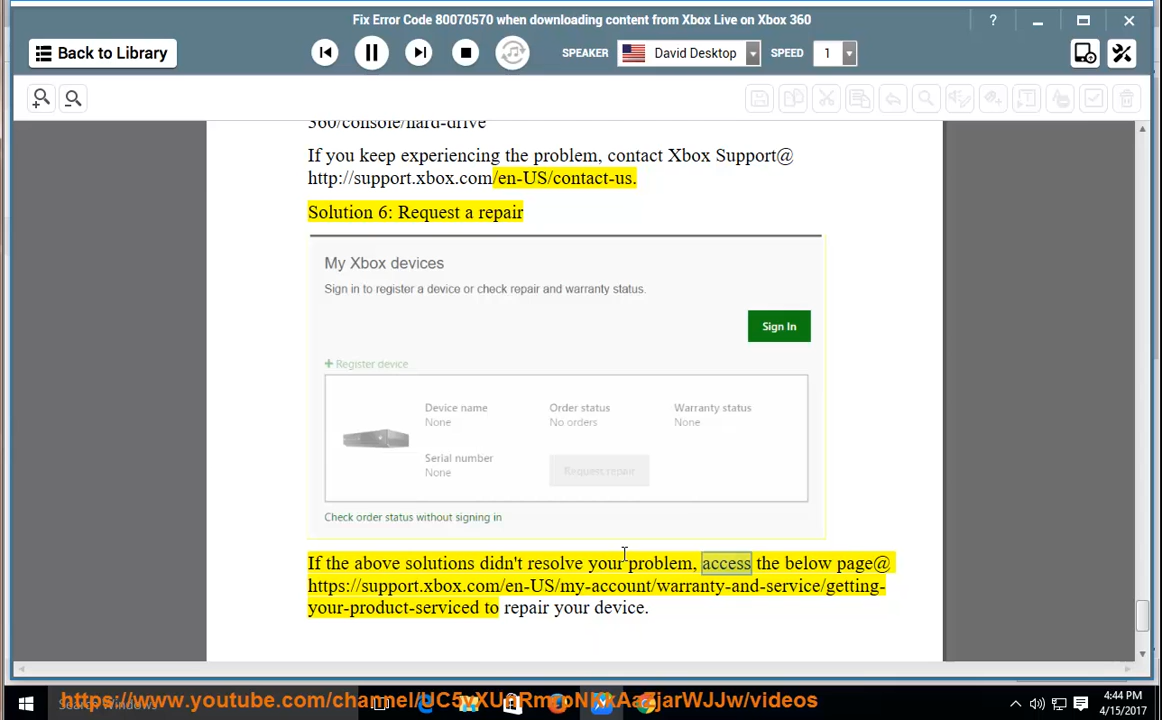 Fix Error Code 80070570 when downloading content from Xbox Live on Xbox 360
?
Back to Library
SPEAKER
David Desktop
SPEED
1
360/console/hard-drive
If you keep experiencing the problem, contact Xbox Support@
http://support.xbox.com/en-US/contact-us.
Solution 6: Request a repair
My Xbox devices
Sign in to register a device or check repair and warranty status.
Sign In
+ Register device
Device name
None
Order status
No orders
Warranty status
None
Serial number
None
Request repair
Check order status without signing in
If the above solutions didn't resolve your problem, access the below page@
https://support.xbox.com/en-US/my-account/warranty-and-service/getting-
your-product-serviced to repair your device.
Search Windows
4:44 PM
4/15/2017